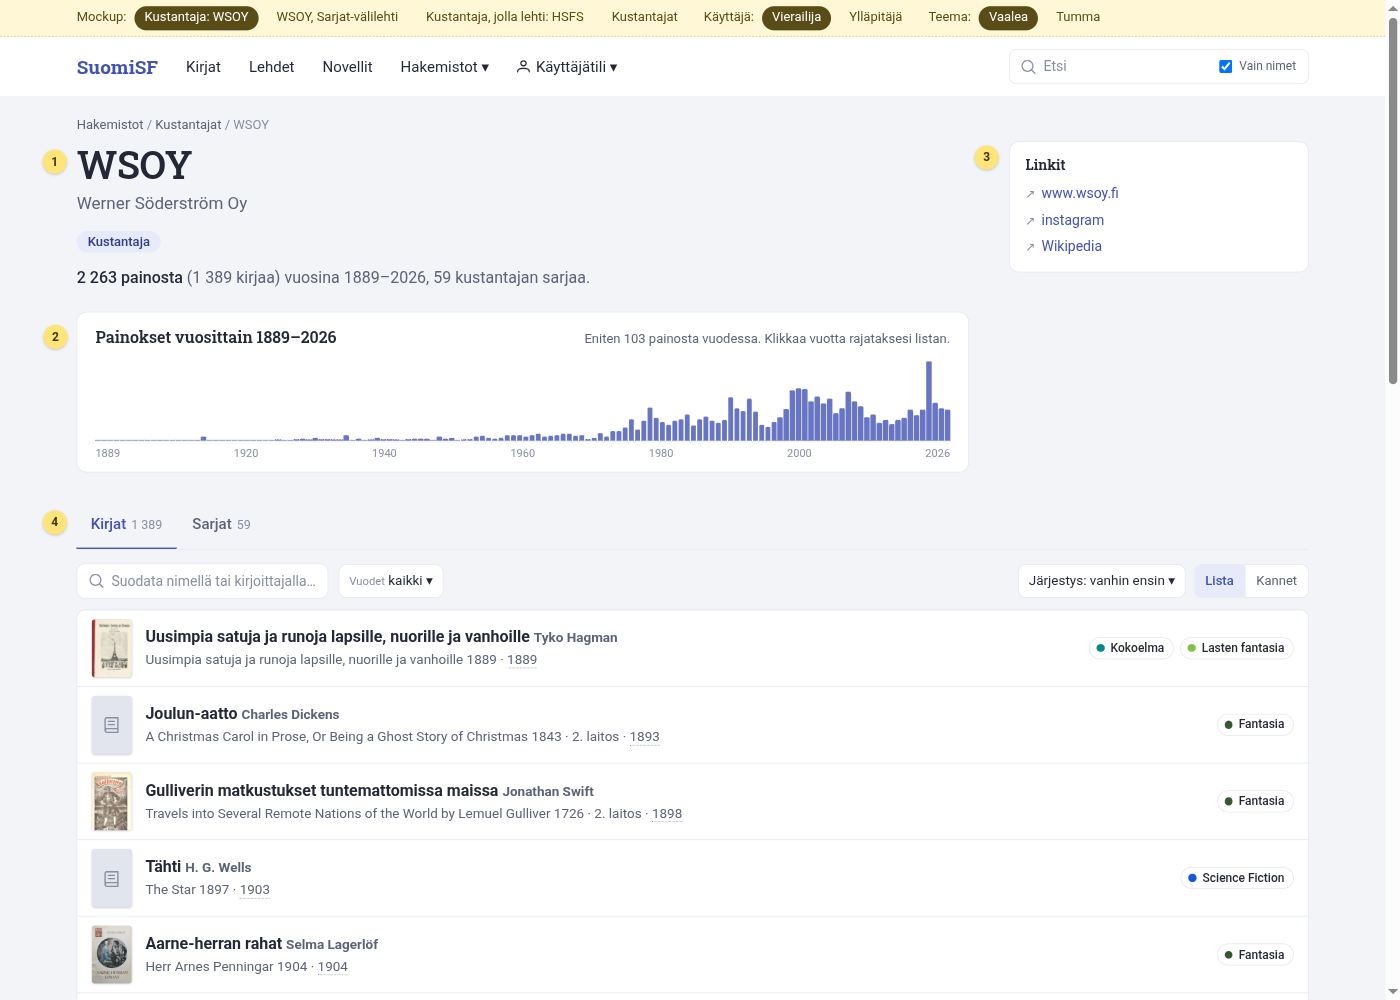 Mockup: Kustantaja: WSOY WSOY, Sarjat-välilehti Kustantaja, jolla lehti: HSFS Kustantajat Käyttäjä: Vierailija Ylläpitäjä Teema: Vaalea Tumma
SuomiSF Kirjat Lehdet Novellit Hakemistot ▾ Käyttäjätili ▾ Etsi Vain nimet
Hakemistot / Kustantajat / WSOY
1 WSOY
Werner Söderström Oy
Kustantaja
2 263 painosta (1 389 kirjaa) vuosina 1889–2026, 59 kustantajan sarjaa.
3 Linkit
↗ www.wsoy.fi
↗ instagram
↗ Wikipedia
2 Painokset vuosittain 1889–2026 Eniten 103 painosta vuodessa. Klikkaa vuotta rajataksesi listan.
1889 1920 1940 1960 1980 2000 2026
4 Kirjat 1 389 Sarjat 59
Suodata nimellä tai kirjoittajalla... Vuodet kaikki ▾ Järjestys: vanhin ensin ▾ Lista Kannet
Uusimpia satuja ja runoja lapsille, nuorille ja vanhoille Tyko Hagman
Uusimpia satuja ja runoja lapsille, nuorille ja vanhoille 1889 · 1889
Kokoelma Lasten fantasia
Joulun-aatto Charles Dickens
A Christmas Carol in Prose, Or Being a Ghost Story of Christmas 1843 · 2. laitos · 1893
Fantasia
Gulliverin matkustukset tuntemattomissa maissa Jonathan Swift
Travels into Several Remote Nations of the World by Lemuel Gulliver 1726 · 2. laitos · 1898
Fantasia
Tähti H. G. Wells
The Star 1897 · 1903
Science Fiction
Aarne-herran rahat Selma Lagerlöf
Herr Arnes Penningar 1904 · 1904
Fantasia